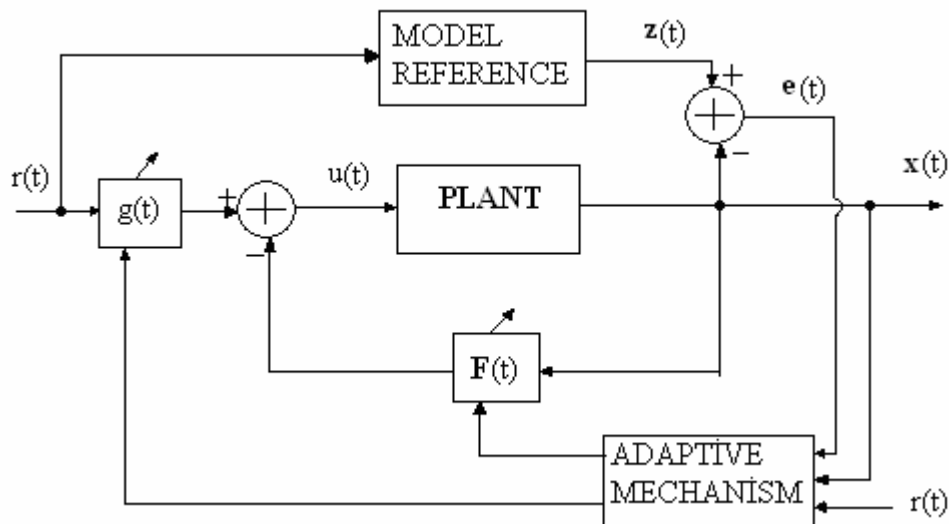 MODEL
REFERENCE
z(t)
+
e(t)
−
r(t)
g(t)
+
−
u(t)
PLANT
x(t)
F(t)
ADAPTİVE
MECHANİSM
r(t)